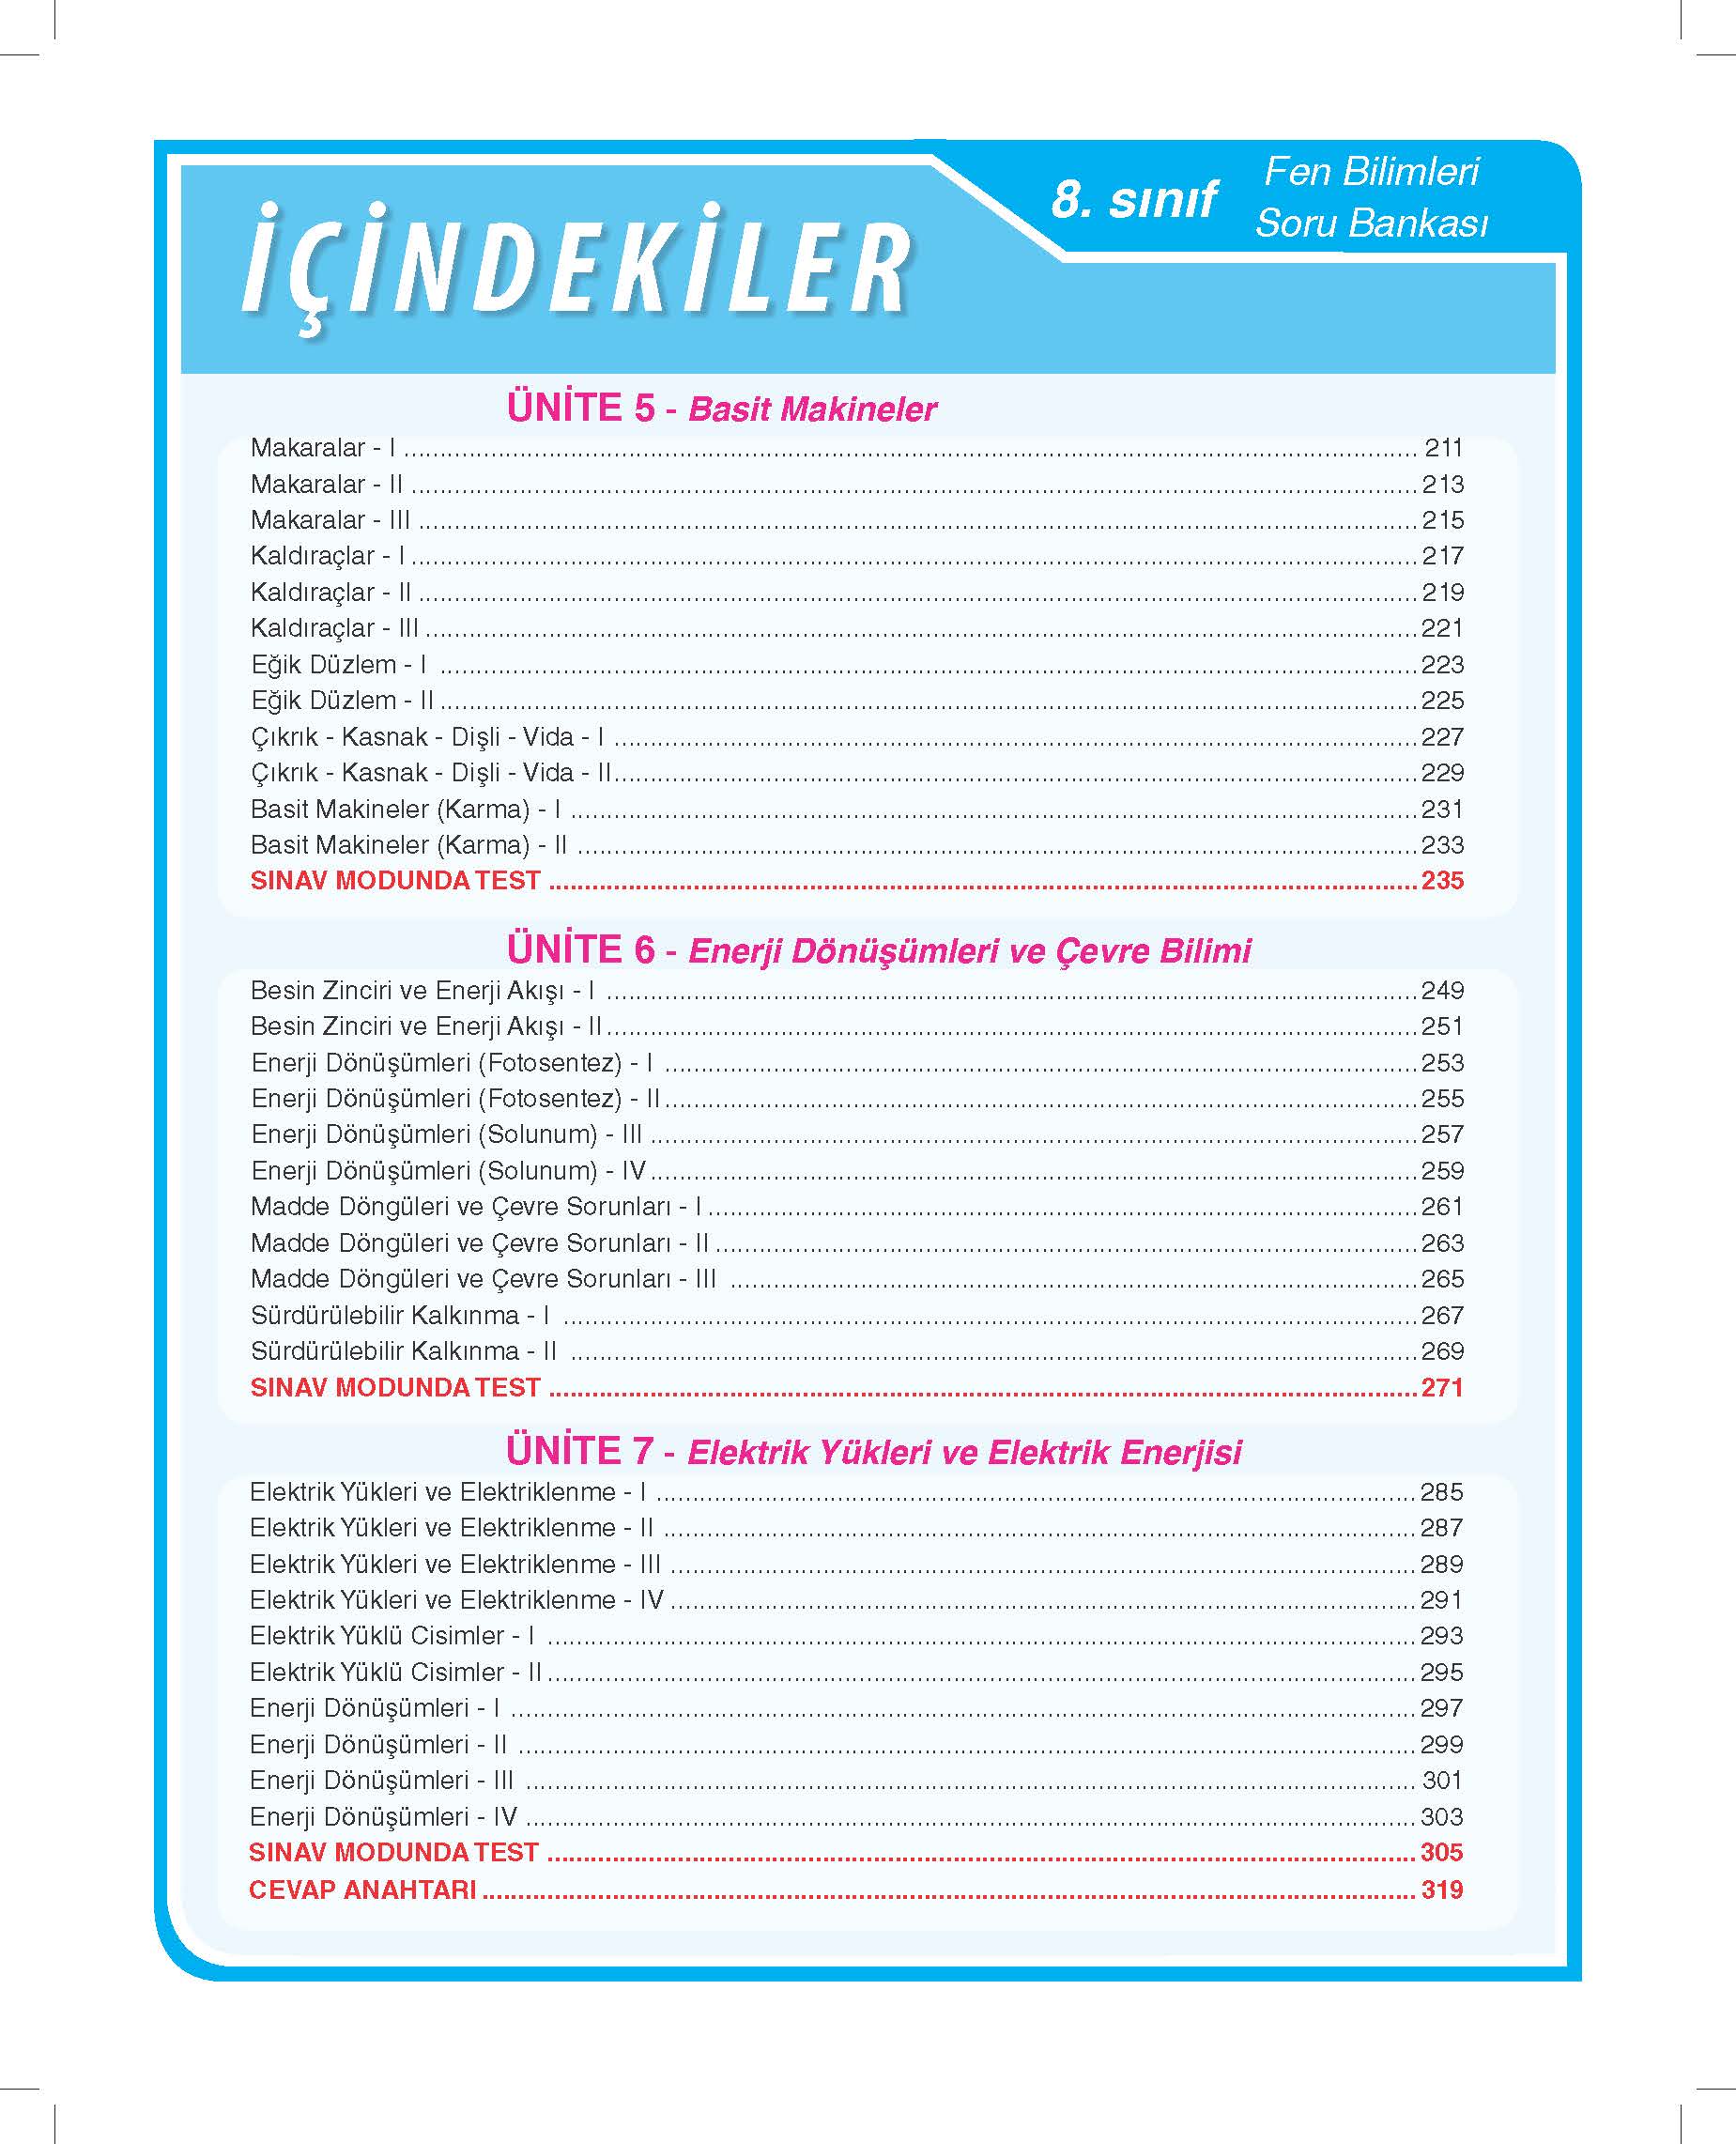 İÇİNDEKİLER
8. sınıf
Fen Bilimleri
Soru Bankası
ÜNİTE 5 - Basit Makineler
Makaralar - I ........ 211
Makaralar - II ........ 213
Makaralar - III ........ 215
Kaldıraçlar - I ........ 217
Kaldıraçlar - II ........ 219
Kaldıraçlar - III ........ 221
Eğik Düzlem - I ........ 223
Eğik Düzlem - II ........ 225
Çıkrık - Kasnak - Dişli - Vida - I ........ 227
Çıkrık - Kasnak - Dişli - Vida - II ........ 229
Basit Makineler (Karma) - I ........ 231
Basit Makineler (Karma) - II ........ 233
SINAV MODUNDA TEST ........ 235
ÜNİTE 6 - Enerji Dönüşümleri ve Çevre Bilimi
Besin Zinciri ve Enerji Akışı - I ........ 249
Besin Zinciri ve Enerji Akışı - II ........ 251
Enerji Dönüşümleri (Fotosentez) - I ........ 253
Enerji Dönüşümleri (Fotosentez) - II ........ 255
Enerji Dönüşümleri (Solunum) - III ........ 257
Enerji Dönüşümleri (Solunum) - IV ........ 259
Madde Döngüleri ve Çevre Sorunları - I ........ 261
Madde Döngüleri ve Çevre Sorunları - II ........ 263
Madde Döngüleri ve Çevre Sorunları - III ........ 265
Sürdürülebilir Kalkınma - I ........ 267
Sürdürülebilir Kalkınma - II ........ 269
SINAV MODUNDA TEST ........ 271
ÜNİTE 7 - Elektrik Yükleri ve Elektrik Enerjisi
Elektrik Yükleri ve Elektriklenme - I ........ 285
Elektrik Yükleri ve Elektriklenme - II ........ 287
Elektrik Yükleri ve Elektriklenme - III ........ 289
Elektrik Yükleri ve Elektriklenme - IV ........ 291
Elektrik Yüklü Cisimler - I ........ 293
Elektrik Yüklü Cisimler - II ........ 295
Enerji Dönüşümleri - I ........ 297
Enerji Dönüşümleri - II ........ 299
Enerji Dönüşümleri - III ........ 301
Enerji Dönüşümleri - IV ........ 303
SINAV MODUNDA TEST ........ 305
CEVAP ANAHTARI ........ 319